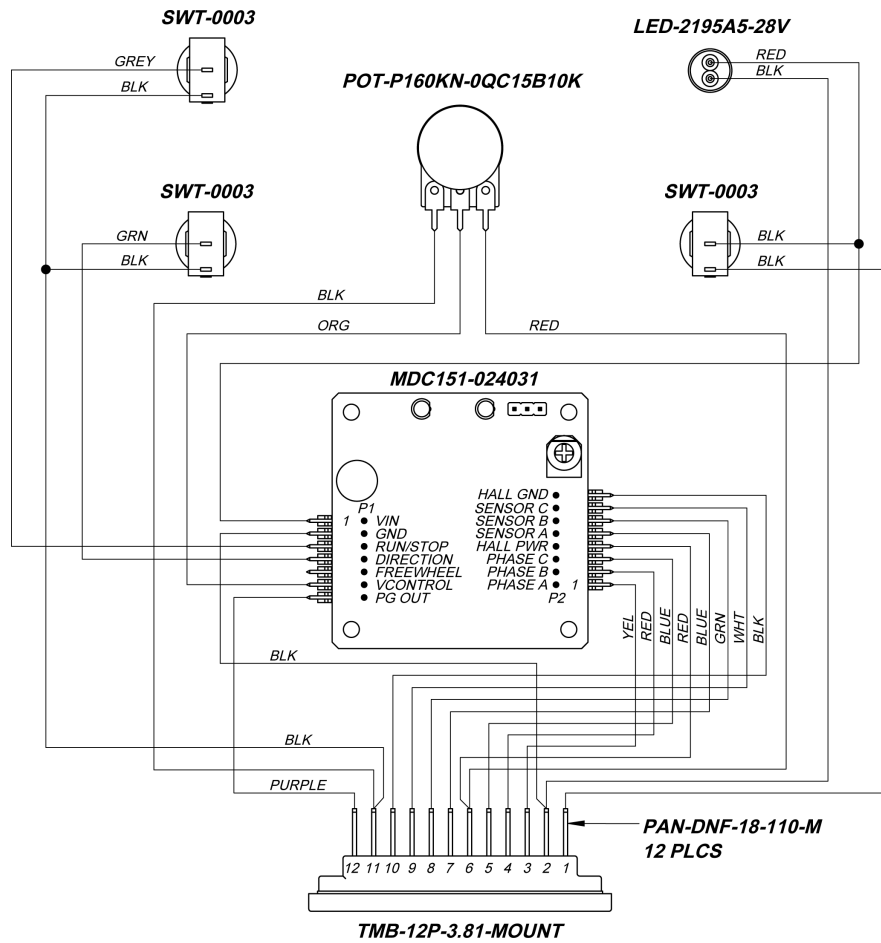 SWT-0003
LED-2195A5-28V
GREY
RED
BLK
BLK
POT-P160KN-0QC15B10K
SWT-0003
SWT-0003
GRN
BLK
BLK
BLK
BLK
ORG
RED
MDC151-024031
P1
1
VIN
GND
RUN/STOP
DIRECTION
FREEWHEEL
VCONTROL
PG OUT
HALL GND
SENSOR C
SENSOR B
SENSOR A
HALL PWR
PHASE C
PHASE B
PHASE A 1
P2
YEL
RED
BLUE
RED
BLUE
GRN
WHT
BLK
BLK
BLK
PURPLE
PAN-DNF-18-110-M
12 PLCS
12 11 10 9 8 7 6 5 4 3 2 1
TMB-12P-3.81-MOUNT